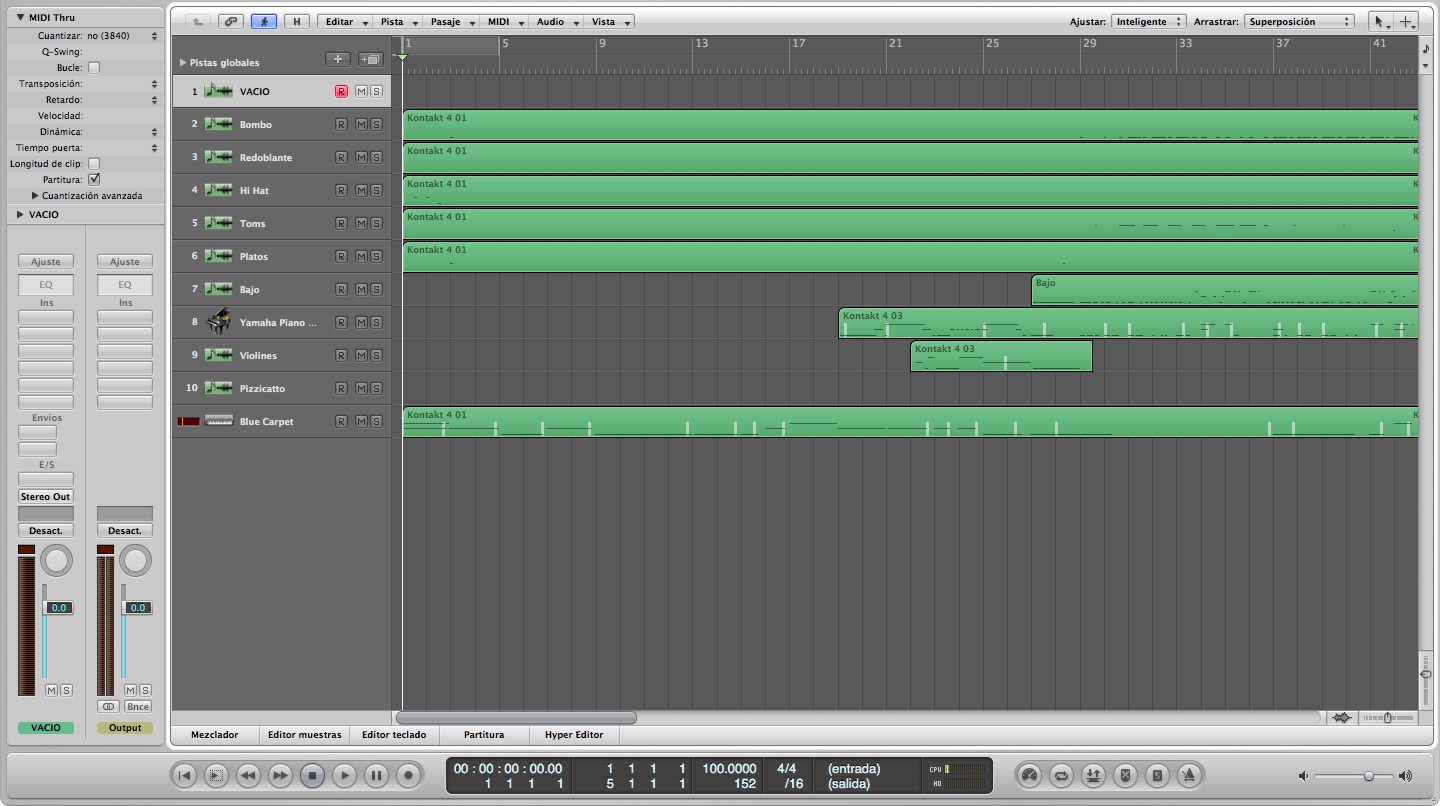 MIDI Thru
Cuantizar: no (3840)
Q-Swing:
Bucle:
Transposición:
Retardo:
Velocidad:
Dinámica:
Tiempo puerta:
Longitud de clip:
Partitura:
Cuantización avanzada
VACIO
Ajuste Ajuste
EQ EQ
Ins Ins
Envíos
E/S
Stereo Out
Desact. Desact.
0.0 0.0
M S M S
Bnce
VACIO Output
H Editar Pista Pasaje MIDI Audio Vista Ajustar: Inteligente Arrastrar: Superposición
1 5 9 13 17 21 25 29 33 37 41
Pistas globales
1 VACIO R M S
2 Bombo R M S Kontakt 4 01 K
3 Redoblante R M S Kontakt 4 01 K
4 Hi Hat R M S Kontakt 4 01 K
5 Toms R M S Kontakt 4 01 K
6 Platos R M S Kontakt 4 01 K
7 Bajo R M S Bajo
8 Yamaha Piano ... R M S Kontakt 4 03
9 Violines R M S Kontakt 4 03
10 Pizzicatto R M S
Blue Carpet R M S Kontakt 4 01 K
Mezclador Editor muestras Editor teclado Partitura Hyper Editor
00 : 00 : 00 : 00.00 1 1 1 1 100.0000 4/4 (entrada) CPU
1 1 1 1 5 1 1 1 152 /16 (salida) HD
S